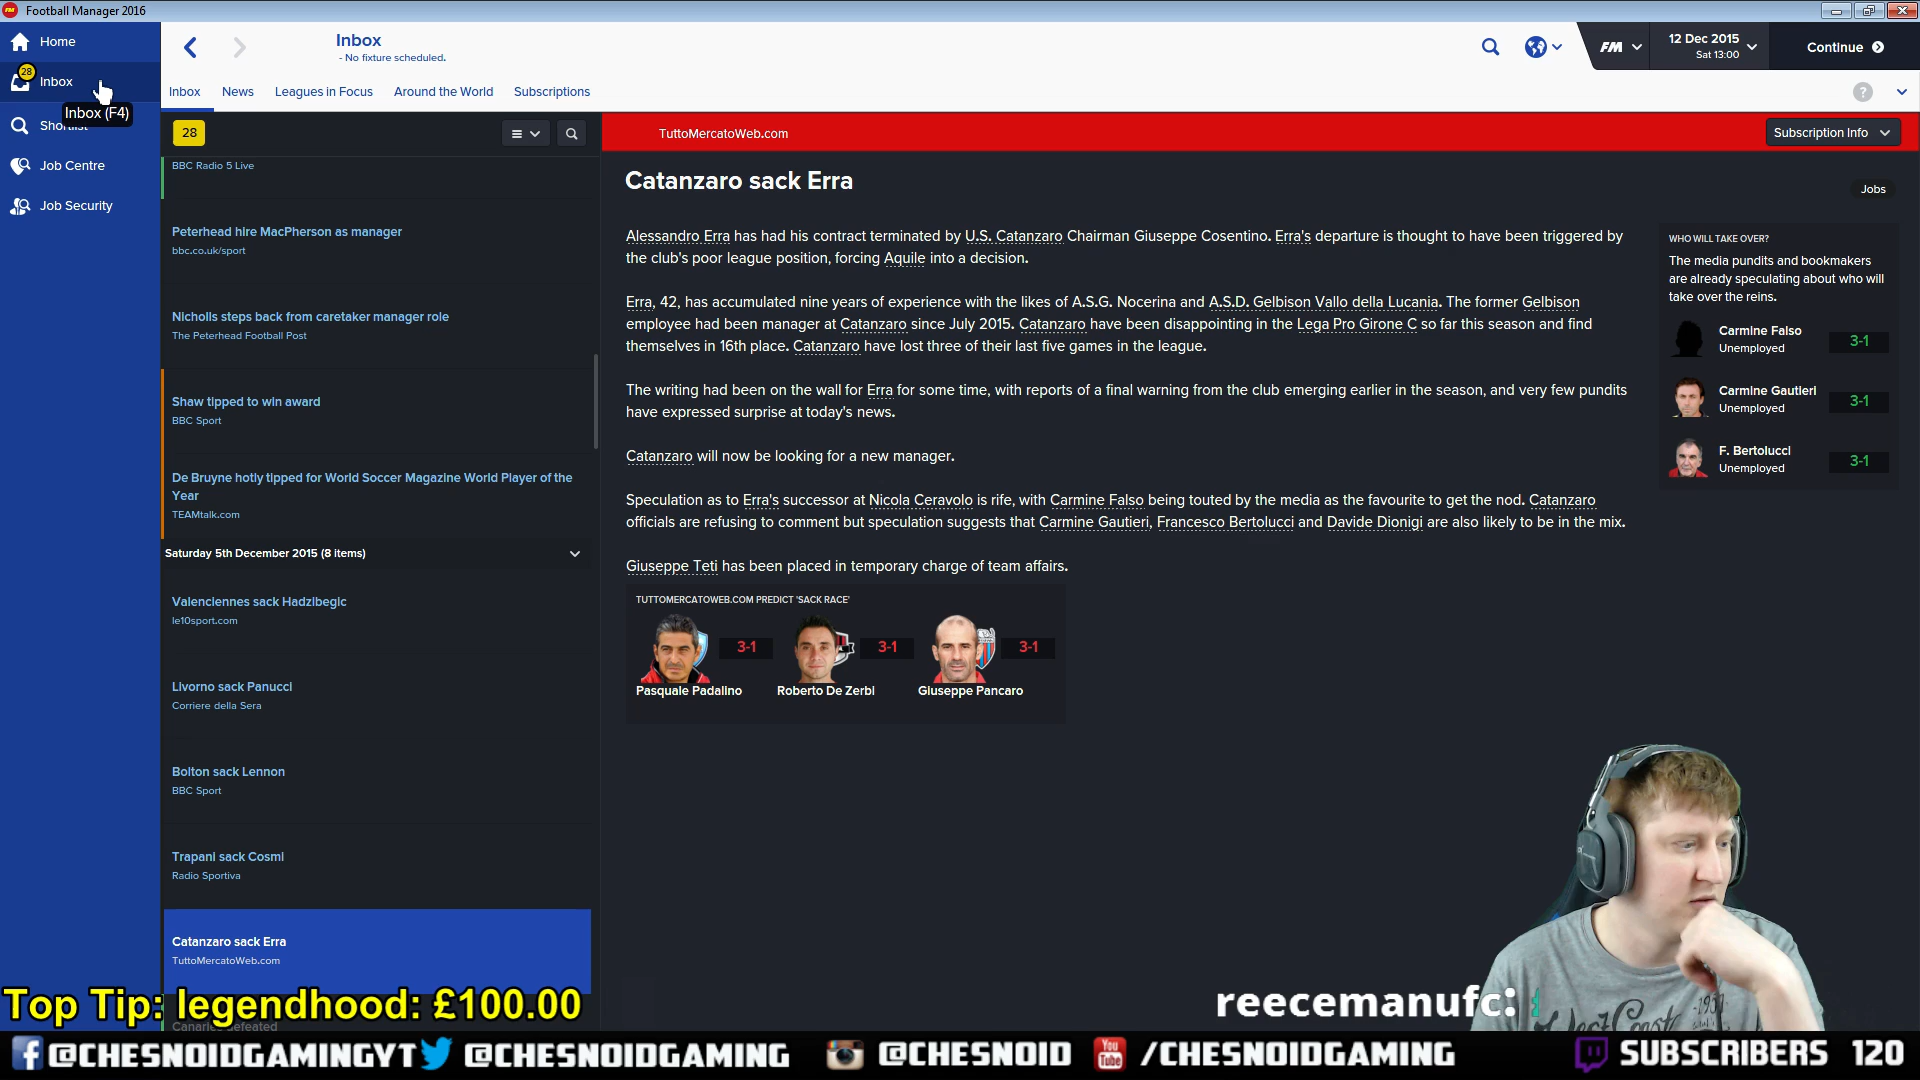 Football Manager 2016
Home
28
Inbox
Inbox (F4)
Job Centre
Job Security
Inbox
- No fixture scheduled.
FM
12 Dec 2015
Sat 13:00
Continue
Inbox
News
Leagues in Focus
Around the World
Subscriptions
?
28
BBC Radio 5 Live
Peterhead hire MacPherson as manager
bbc.co.uk/sport
Nicholls steps back from caretaker manager role
The Peterhead Football Post
Shaw tipped to win award
BBC Sport
De Bruyne hotly tipped for World Soccer Magazine World Player of the
Year
TEAMtalk.com
Saturday 5th December 2015 (8 items)
Valenciennes sack Hadzibegic
le10sport.com
Livorno sack Panucci
Corriere della Sera
Bolton sack Lennon
BBC Sport
Trapani sack Cosmi
Radio Sportiva
Catanzaro sack Erra
TuttoMercatoWeb.com
TuttoMercatoWeb.com
Subscription Info
Catanzaro sack Erra
Jobs
Alessandro Erra has had his contract terminated by U.S. Catanzaro Chairman Giuseppe Cosentino. Erra's departure is thought to have been triggered by
the club's poor league position, forcing Aquile into a decision.
Erra, 42, has accumulated nine years of experience with the likes of A.S.G. Nocerina and A.S.D. Gelbison Vallo della Lucania. The former Gelbison
employee had been manager at Catanzaro since July 2015. Catanzaro have been disappointing in the Lega Pro Girone C so far this season and find
themselves in 16th place. Catanzaro have lost three of their last five games in the league.
The writing had been on the wall for Erra for some time, with reports of a final warning from the club emerging earlier in the season, and very few pundits
have expressed surprise at today's news.
Catanzaro will now be looking for a new manager.
Speculation as to Erra's successor at Nicola Ceravolo is rife, with Carmine Falso being touted by the media as the favourite to get the nod. Catanzaro
officials are refusing to comment but speculation suggests that Carmine Gautieri, Francesco Bertolucci and Davide Dionigi are also likely to be in the mix.
Giuseppe Teti has been placed in temporary charge of team affairs.
TUTTOMERCATOWEB.COM PREDICT 'SACK RACE'
3-1
3-1
3-1
Pasquale Padalino
Roberto De Zerbi
Giuseppe Pancaro
WHO WILL TAKE OVER?
The media pundits and bookmakers
are already speculating about who will
take over the reins.
Carmine Falso
Unemployed
3-1
Carmine Gautieri
Unemployed
3-1
F. Bertolucci
Unemployed
3-1
Top Tip: legendhood: £100.00
reecemanufc:
@CHESNOIDGAMINGYT
@CHESNOIDGAMING
@CHESNOID
You Tube
/CHESNOIDGAMING
SUBSCRIBERS 120